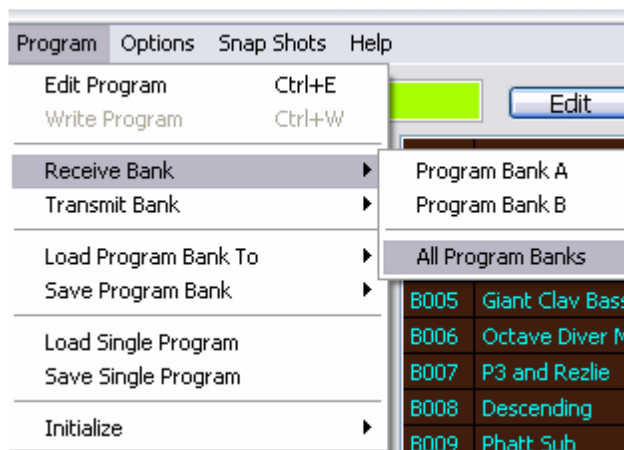 Program Options Snap Shots Help
Edit Program Ctrl+E
Edit
Write Program Ctrl+W
Receive Bank
Program Bank A
Transmit Bank
Program Bank B
Load Program Bank To
All Program Banks
Save Program Bank
B005 Giant Clav Bass
B006 Octave Diver
Load Single Program
B007 P3 and Rezlie
Save Single Program
B008 Descending
Initialize
B009 Phatt Sub